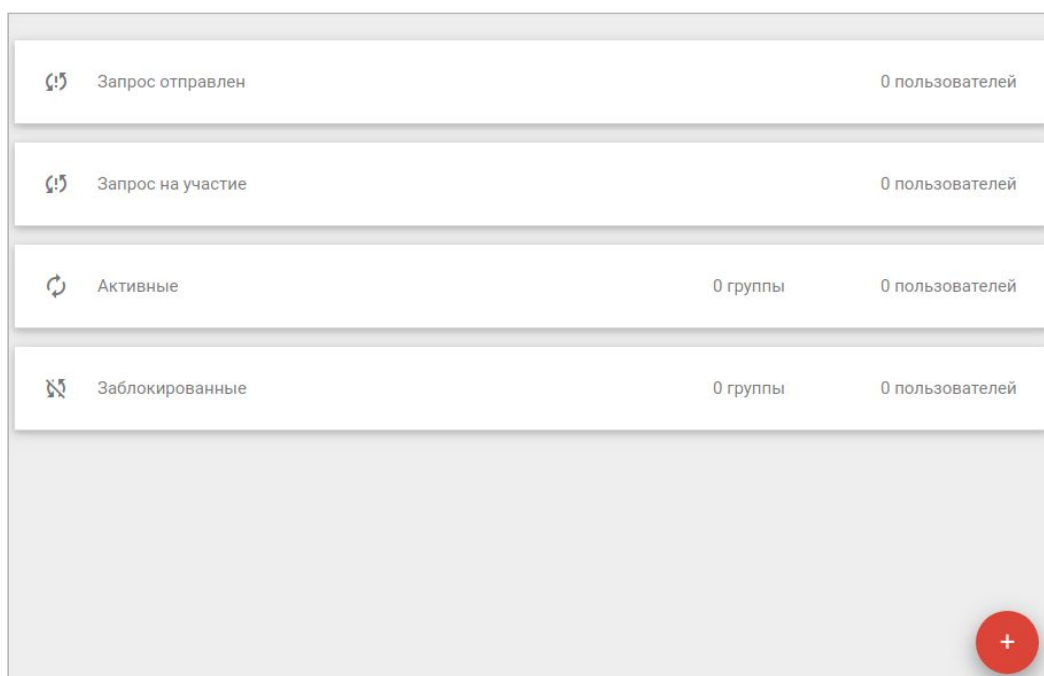 Запрос отправлен 0 пользователей
Запрос на участие 0 пользователей
Активные 0 группы 0 пользователей
Заблокированные 0 группы 0 пользователей
+